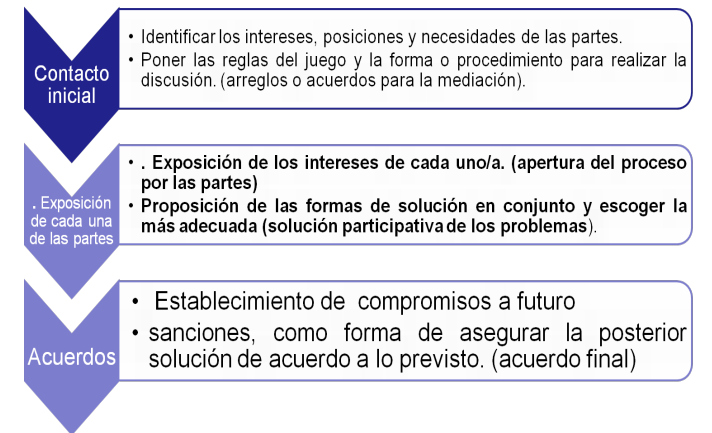 Contacto
inicial
• Identificar los intereses, posiciones y necesidades de las partes.
• Poner las reglas del juego y la forma o procedimiento para realizar la
discusión. (arreglos o acuerdos para la mediación).
. Exposición
de cada una
de las partes
• . Exposición de los intereses de cada uno/a. (apertura del proceso
por las partes)
• Proposición de las formas de solución en conjunto y escoger la
más adecuada (solución participativa de los problemas).
Acuerdos
• Establecimiento de compromisos a futuro
• sanciones, como forma de asegurar la posterior
solución de acuerdo a lo previsto. (acuerdo final)